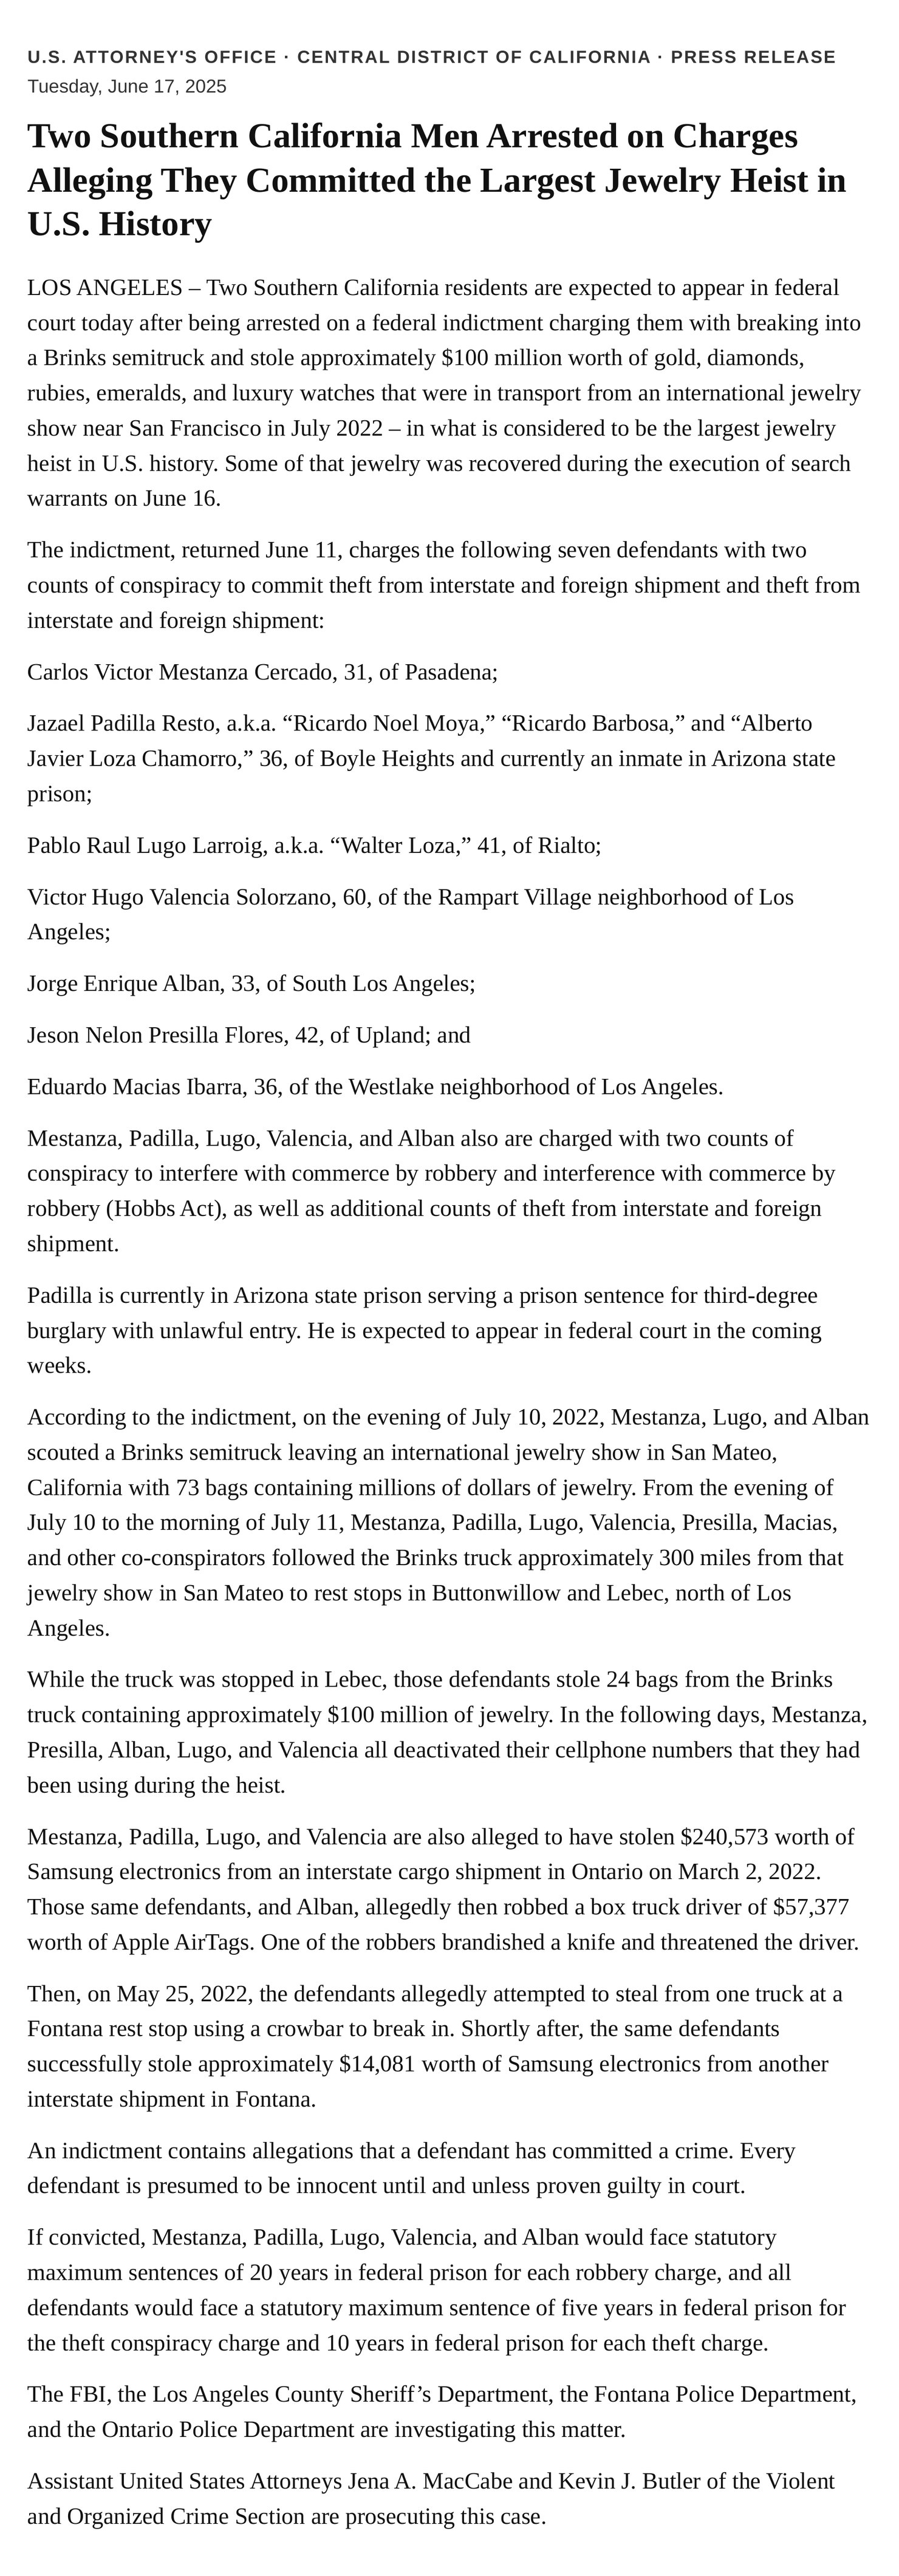 U.S. ATTORNEY'S OFFICE · CENTRAL DISTRICT OF CALIFORNIA · PRESS RELEASE
Tuesday, June 17, 2025
Two Southern California Men Arrested on Charges
Alleging They Committed the Largest Jewelry Heist in
U.S. History
LOS ANGELES – Two Southern California residents are expected to appear in federal
court today after being arrested on a federal indictment charging them with breaking into
a Brinks semitruck and stole approximately $100 million worth of gold, diamonds,
rubies, emeralds, and luxury watches that were in transport from an international jewelry
show near San Francisco in July 2022 – in what is considered to be the largest jewelry
heist in U.S. history. Some of that jewelry was recovered during the execution of search
warrants on June 16.
The indictment, returned June 11, charges the following seven defendants with two
counts of conspiracy to commit theft from interstate and foreign shipment and theft from
interstate and foreign shipment:
Carlos Victor Mestanza Cercado, 31, of Pasadena;
Jazael Padilla Resto, a.k.a. “Ricardo Noel Moya,” “Ricardo Barbosa,” and “Alberto
Javier Loza Chamorro,” 36, of Boyle Heights and currently an inmate in Arizona state
prison;
Pablo Raul Lugo Larroig, a.k.a. “Walter Loza,” 41, of Rialto;
Victor Hugo Valencia Solorzano, 60, of the Rampart Village neighborhood of Los
Angeles;
Jorge Enrique Alban, 33, of South Los Angeles;
Jeson Nelon Presilla Flores, 42, of Upland; and
Eduardo Macias Ibarra, 36, of the Westlake neighborhood of Los Angeles.
Mestanza, Padilla, Lugo, Valencia, and Alban also are charged with two counts of
conspiracy to interfere with commerce by robbery and interference with commerce by
robbery (Hobbs Act), as well as additional counts of theft from interstate and foreign
shipment.
Padilla is currently in Arizona state prison serving a prison sentence for third-degree
burglary with unlawful entry. He is expected to appear in federal court in the coming
weeks.
According to the indictment, on the evening of July 10, 2022, Mestanza, Lugo, and Alban
scouted a Brinks semitruck leaving an international jewelry show in San Mateo,
California with 73 bags containing millions of dollars of jewelry. From the evening of
July 10 to the morning of July 11, Mestanza, Padilla, Lugo, Valencia, Presilla, Macias,
and other co-conspirators followed the Brinks truck approximately 300 miles from that
jewelry show in San Mateo to rest stops in Buttonwillow and Lebec, north of Los
Angeles.
While the truck was stopped in Lebec, those defendants stole 24 bags from the Brinks
truck containing approximately $100 million of jewelry. In the following days, Mestanza,
Presilla, Alban, Lugo, and Valencia all deactivated their cellphone numbers that they had
been using during the heist.
Mestanza, Padilla, Lugo, and Valencia are also alleged to have stolen $240,573 worth of
Samsung electronics from an interstate cargo shipment in Ontario on March 2, 2022.
Those same defendants, and Alban, allegedly then robbed a box truck driver of $57,377
worth of Apple AirTags. One of the robbers brandished a knife and threatened the driver.
Then, on May 25, 2022, the defendants allegedly attempted to steal from one truck at a
Fontana rest stop using a crowbar to break in. Shortly after, the same defendants
successfully stole approximately $14,081 worth of Samsung electronics from another
interstate shipment in Fontana.
An indictment contains allegations that a defendant has committed a crime. Every
defendant is presumed to be innocent until and unless proven guilty in court.
If convicted, Mestanza, Padilla, Lugo, Valencia, and Alban would face statutory
maximum sentences of 20 years in federal prison for each robbery charge, and all
defendants would face a statutory maximum sentence of five years in federal prison for
the theft conspiracy charge and 10 years in federal prison for each theft charge.
The FBI, the Los Angeles County Sheriff’s Department, the Fontana Police Department,
and the Ontario Police Department are investigating this matter.
Assistant United States Attorneys Jena A. MacCabe and Kevin J. Butler of the Violent
and Organized Crime Section are prosecuting this case.